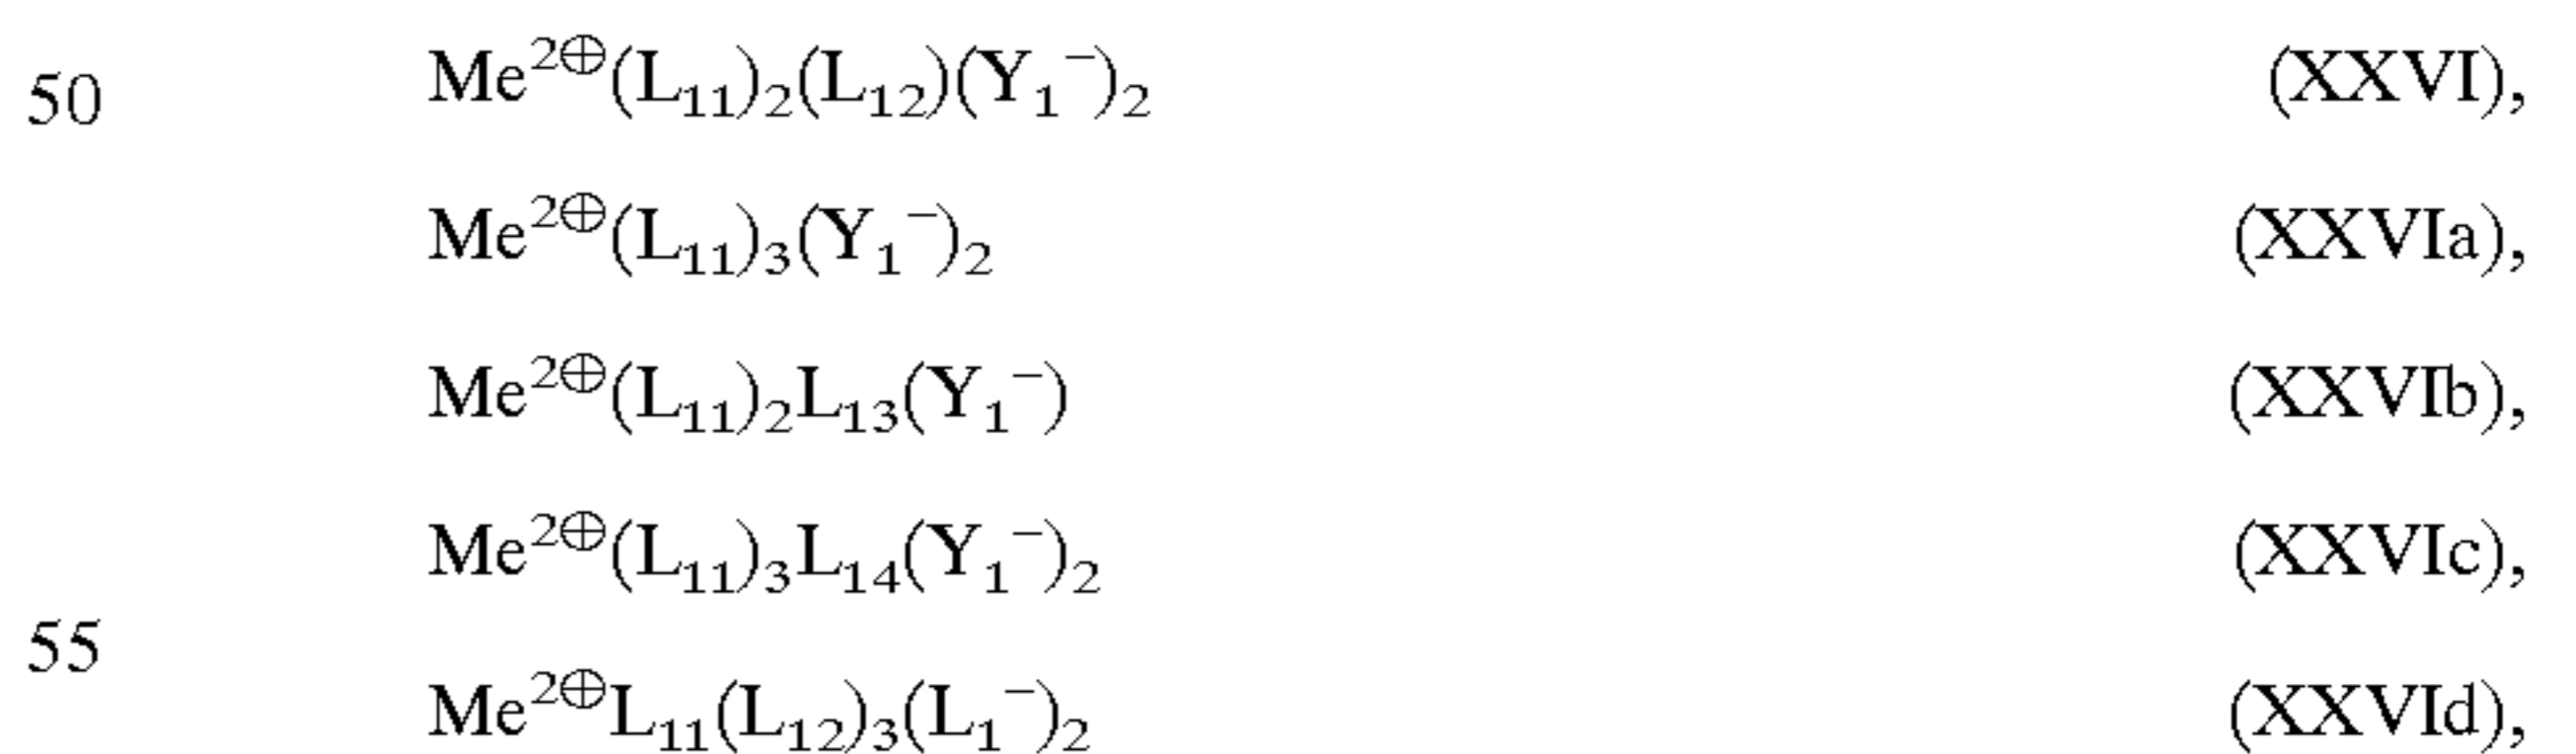 50 Me²⊕(L₁₁)₂(L₁₂)(Y₁⁻)₂ (XXVI),
Me²⊕(L₁₁)₃(Y₁⁻)₂ (XXVIa),
Me²⊕(L₁₁)₂L₁₃(Y₁⁻) (XXVIb),
Me²⊕(L₁₁)₃L₁₄(Y₁⁻)₂ (XXVIc),
55
Me²⊕L₁₁(L₁₂)₃(L₁⁻)₂ (XXVId),